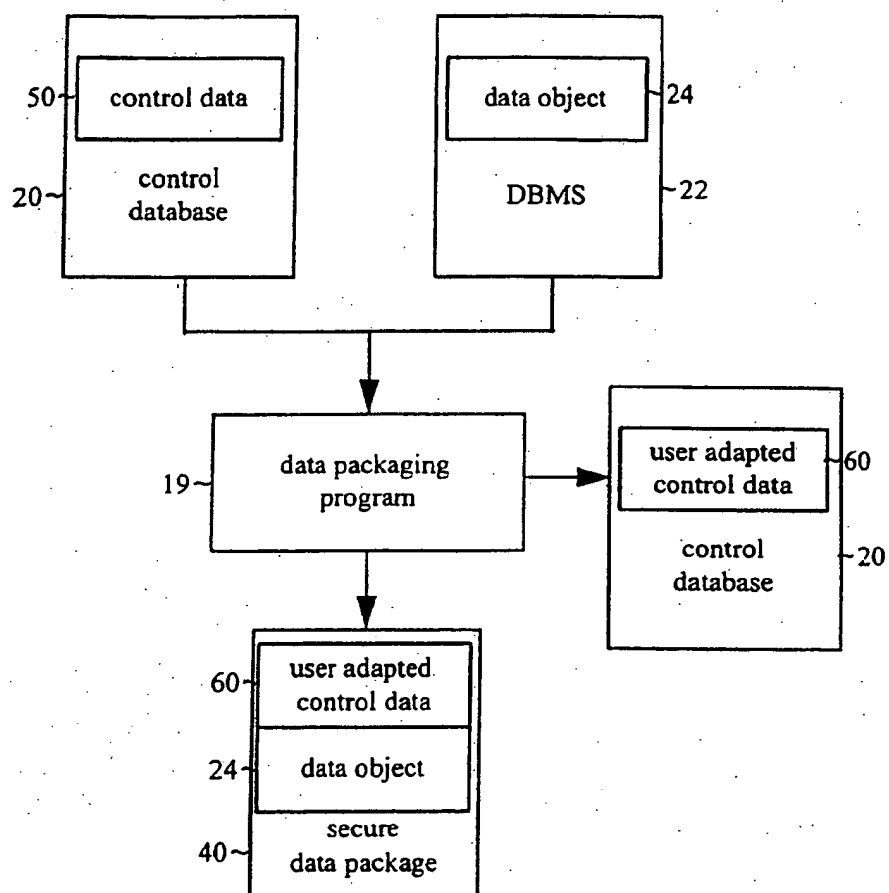 50~ control data
data object ~24
20~ control
database
DBMS ~22
19~ data packaging
program
user adapted ~60
control data
control ~20
database
60~ user adapted
control data
24~ data object
secure
40~ data package